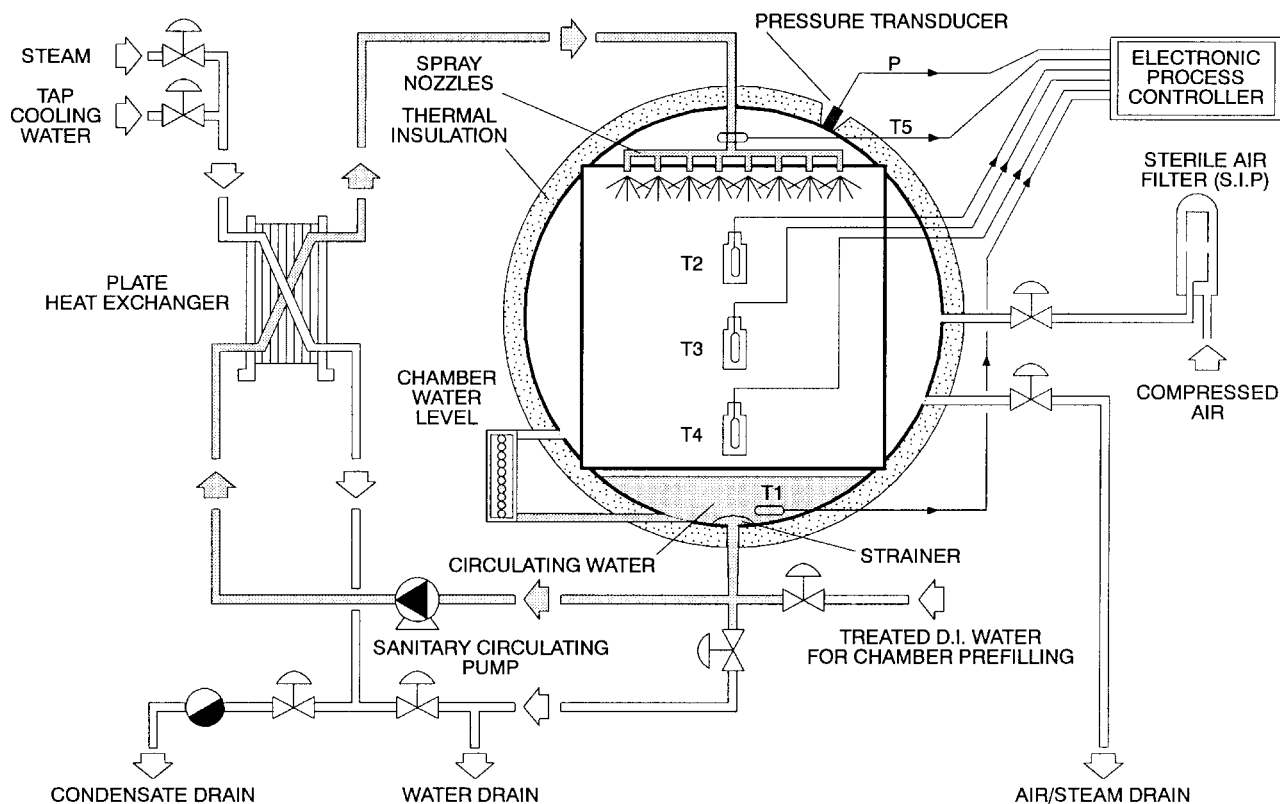 PRESSURE TRANSDUCER
STEAM
TAP
COOLING
WATER
SPRAY
NOZZLES
THERMAL
INSULATION
P
T5
ELECTRONIC
PROCESS
CONTROLLER
STERILE AIR
FILTER (S.I.P)
PLATE
HEAT EXCHANGER
T2
T3
T4
CHAMBER
WATER
LEVEL
COMPRESSED
AIR
T1
STRAINER
CIRCULATING WATER
SANITARY CIRCULATING
PUMP
TREATED D.I. WATER
FOR CHAMBER PREFILLING
CONDENSATE DRAIN
WATER DRAIN
AIR/STEAM DRAIN